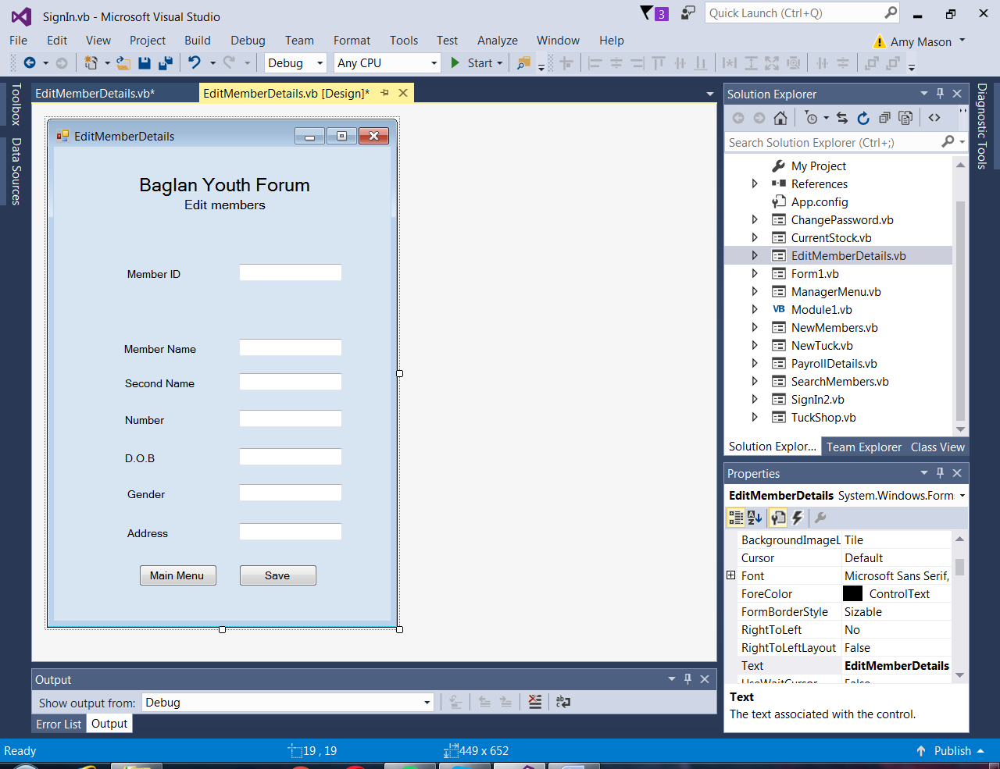 SignIn.vb - Microsoft Visual Studio
3
Quick Launch (Ctrl+Q)
File Edit View Project Build Debug Team Format Tools Test Analyze Window Help
Amy Mason
Debug Any CPU Start
Toolbox
Data Sources
EditMemberDetails.vb*
EditMemberDetails.vb [Design]*
EditMemberDetails
Baglan Youth Forum
Edit members
Member ID
Member Name
Second Name
Number
D.O.B
Gender
Address
Main Menu Save
Solution Explorer
Search Solution Explorer (Ctrl+;)
My Project
References
App.config
ChangePassword.vb
CurrentStock.vb
EditMemberDetails.vb
Form1.vb
ManagerMenu.vb
VB Module1.vb
NewMembers.vb
NewTuck.vb
PayrollDetails.vb
SearchMembers.vb
SignIn2.vb
TuckShop.vb
Solution Explor... Team Explorer Class View
Diagnostic Tools
Properties
EditMemberDetails System.Windows.Form
BackgroundImageL Tile
Cursor Default
Font Microsoft Sans Serif,
ForeColor ControlText
FormBorderStyle Sizable
RightToLeft No
RightToLeftLayout False
Text EditMemberDetails
UseWaitCursor False
Text
The text associated with the control.
Output
Show output from: Debug
Error List Output
Ready 19 , 19 449 x 652 Publish